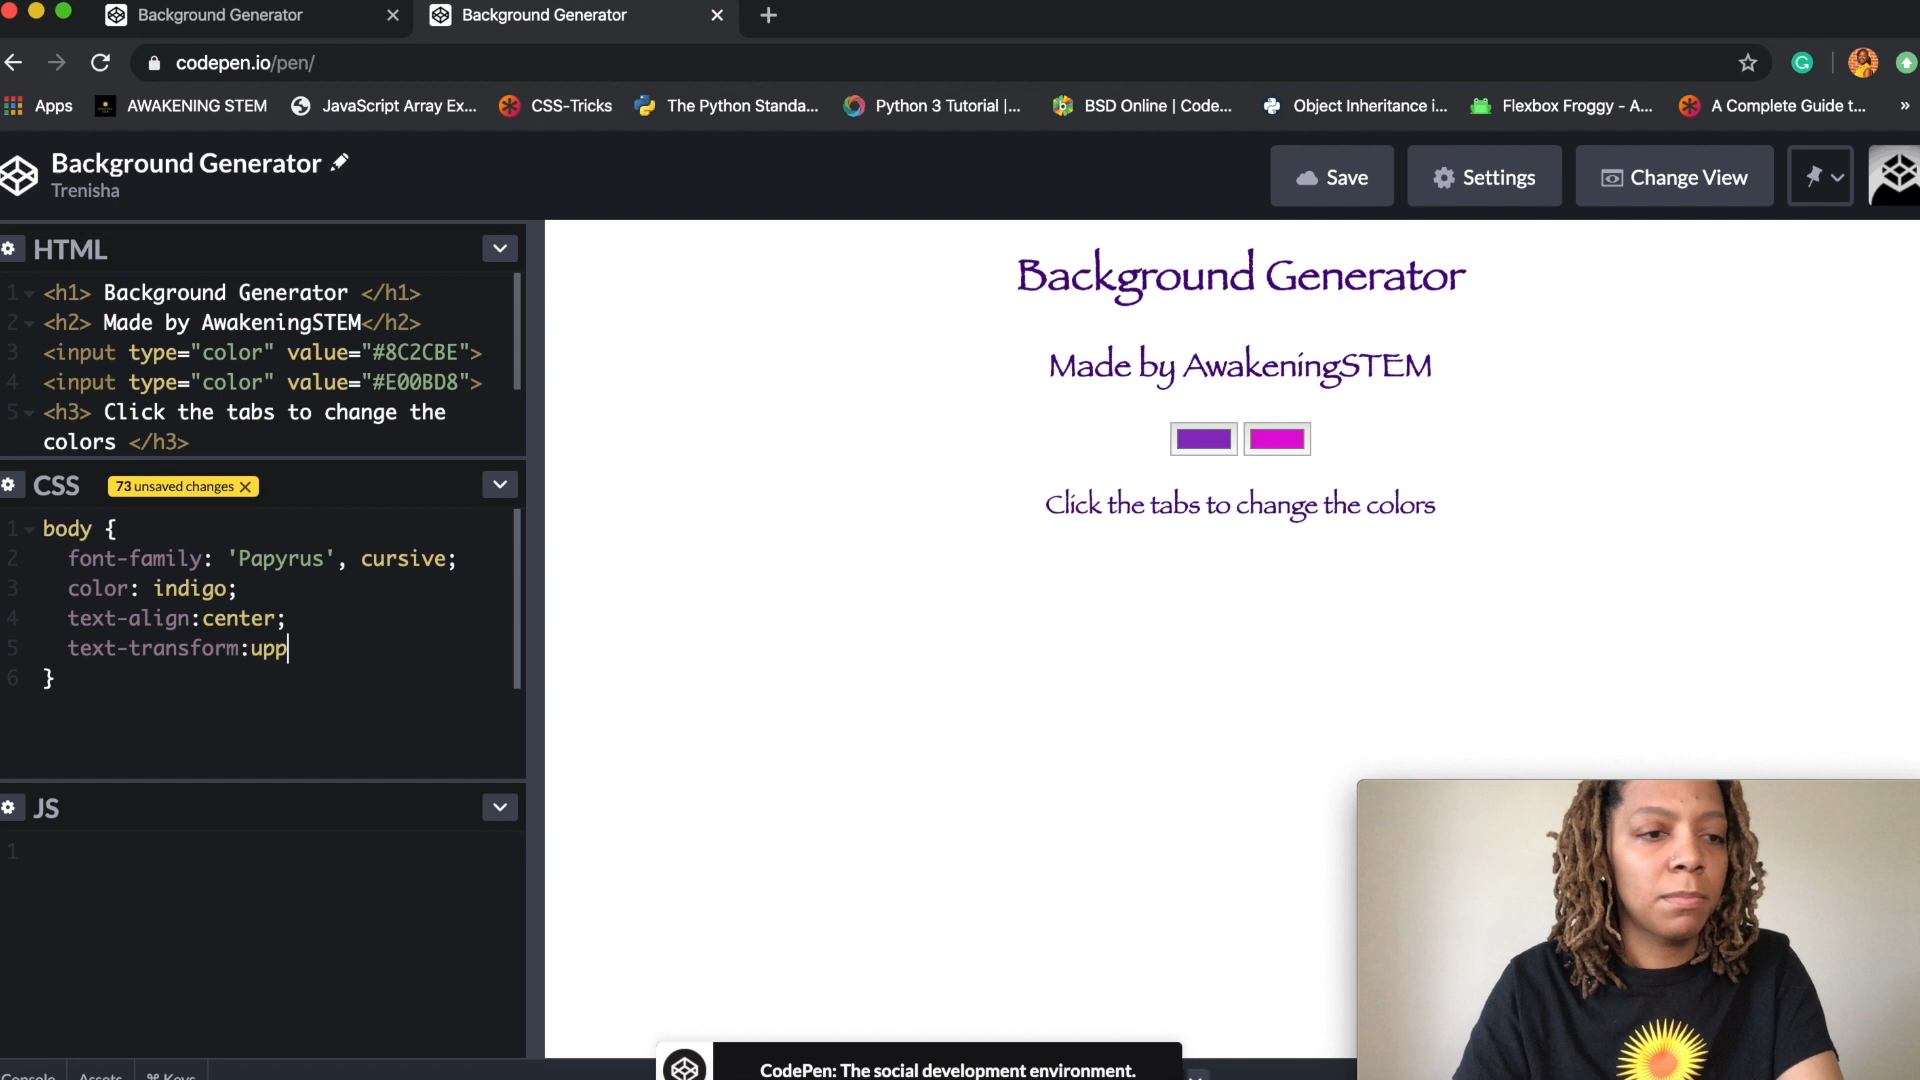 Background Generator
Background Generator
codepen.io/pen/
Apps
AWAKENING STEM
JavaScript Array Ex...
CSS-Tricks
The Python Standa...
Python 3 Tutorial |...
BSD Online | Code...
Object Inheritance i...
Flexbox Froggy - A...
A Complete Guide t...
»
Background Generator
Trenisha
Save
Settings
Change View
HTML
1 <h1> Background Generator </h1>
2 <h2> Made by AwakeningSTEM</h2>
3 <input type="color" value="#8C2CBE">
4 <input type="color" value="#E00BD8">
5 <h3> Click the tabs to change the
colors </h3>
CSS
73 unsaved changes
1 body {
2 font-family: 'Papyrus', cursive;
3 color: indigo;
4 text-align:center;
5 text-transform:upp
6 }
JS
1
Background Generator
Made by AwakeningSTEM
Click the tabs to change the colors
CodePen: The social development environment.
Console
Assets
⌘ Keys